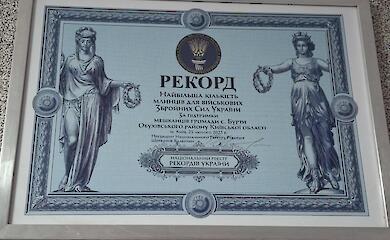 РЕКОРД
Найбільша кількість
млинців для військових
Збройних Сил України
За підтримки
мешканців громади с. Бурти
Обухівського району Київської області
Національний реєстр
рекордів України